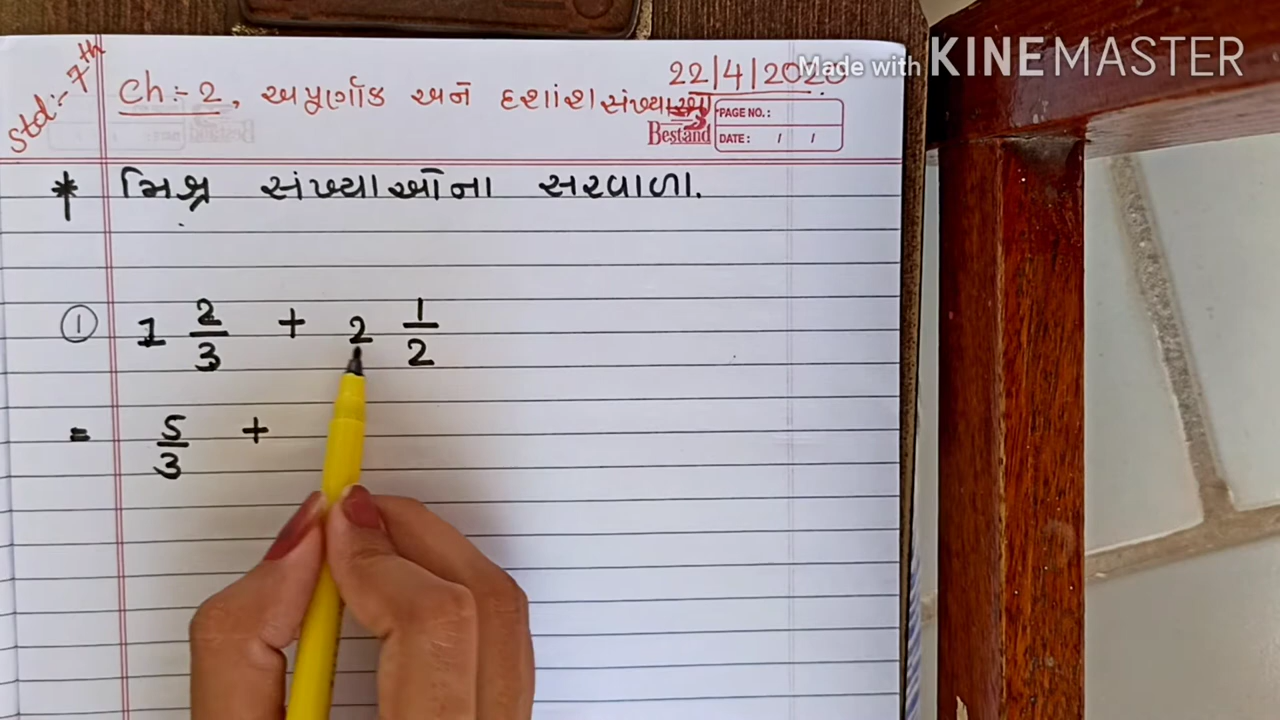 Made with KINEMASTER
Std:- 7th
22/4/2020
Ch:- 2, અપૂર્ણાંક અને દશાંશ સંખ્યાઓ
Bestand
PAGE NO.:
DATE: / /
* મિશ્ર સંખ્યાઓના સરવાળા.
① 1 2/3 + 2 1/2
= 5/3 +